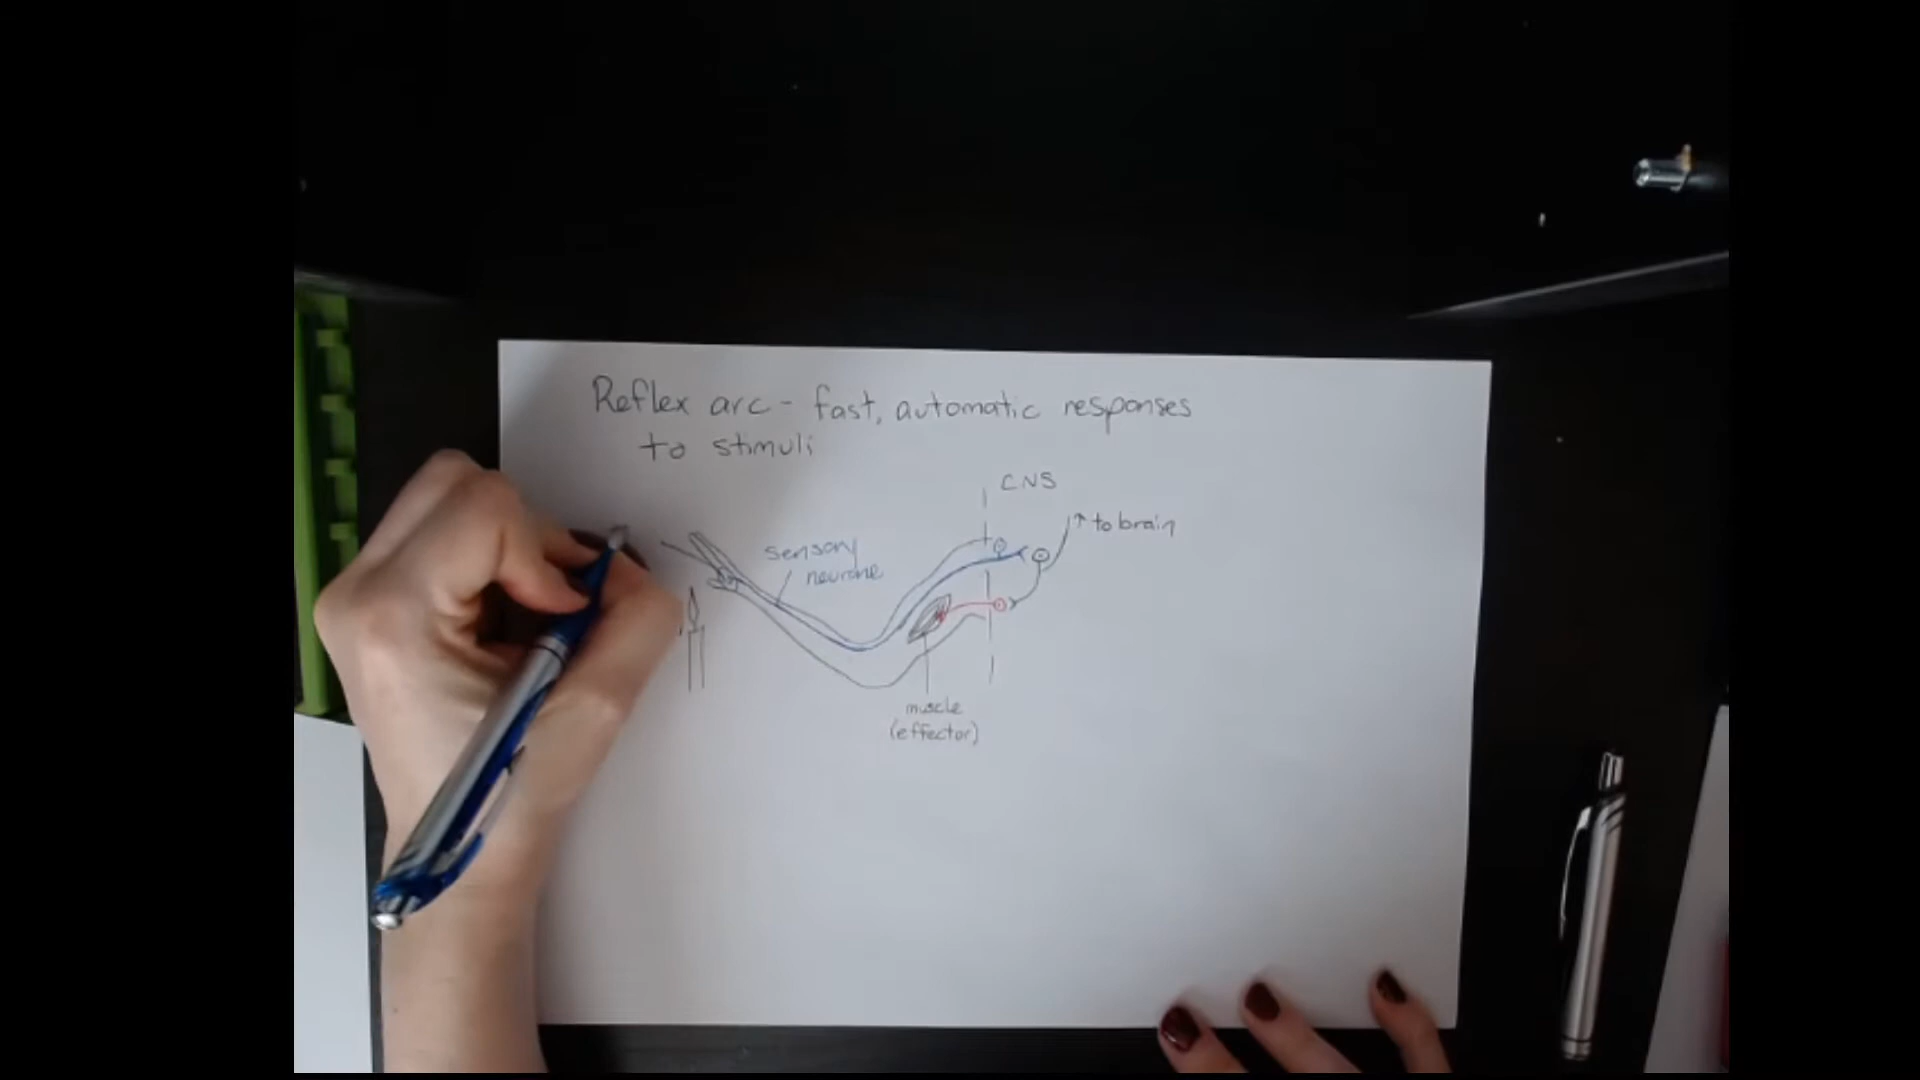 Reflex arc - fast, automatic responses
to stimuli
CNS
↑ to brain
sensory
neurone
muscle
(effector)